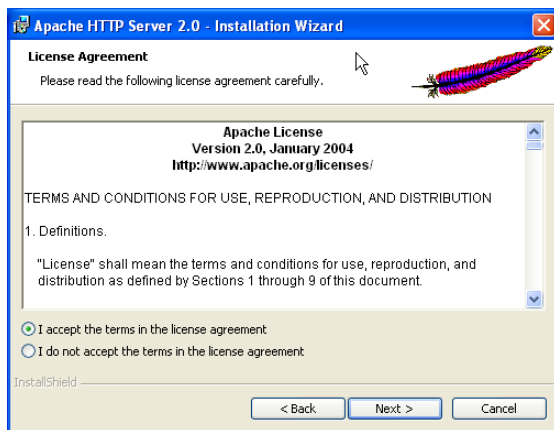 Apache HTTP Server 2.0 - Installation Wizard
License Agreement
Please read the following license agreement carefully.
Apache License
Version 2.0, January 2004
http://www.apache.org/licenses/
TERMS AND CONDITIONS FOR USE, REPRODUCTION, AND DISTRIBUTION
1. Definitions.
"License" shall mean the terms and conditions for use, reproduction, and
distribution as defined by Sections 1 through 9 of this document.
I accept the terms in the license agreement
I do not accept the terms in the license agreement
InstallShield
< Back
Next >
Cancel